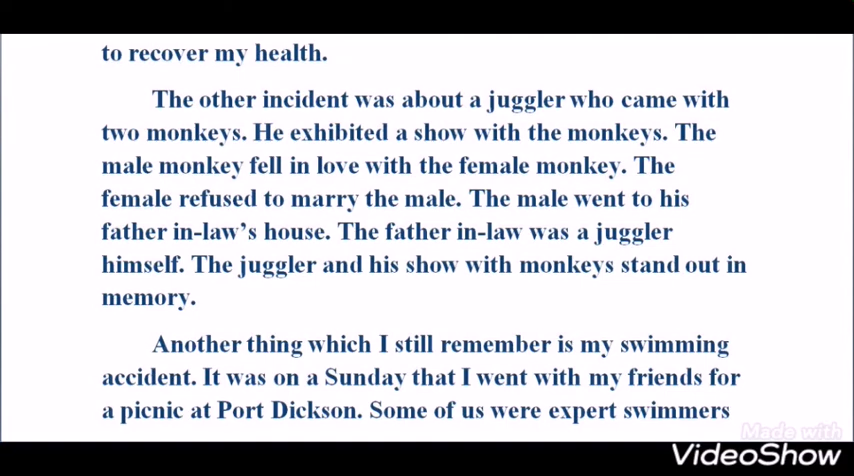 to recover my health.
The other incident was about a juggler who came with
two monkeys. He exhibited a show with the monkeys. The
male monkey fell in love with the female monkey. The
female refused to marry the male. The male went to his
father in-law's house. The father in-law was a juggler
himself. The juggler and his show with monkeys stand out in
memory.
Another thing which I still remember is my swimming
accident. It was on a Sunday that I went with my friends for
a picnic at Port Dickson. Some of us were expert swimmers
Made with
VideoShow